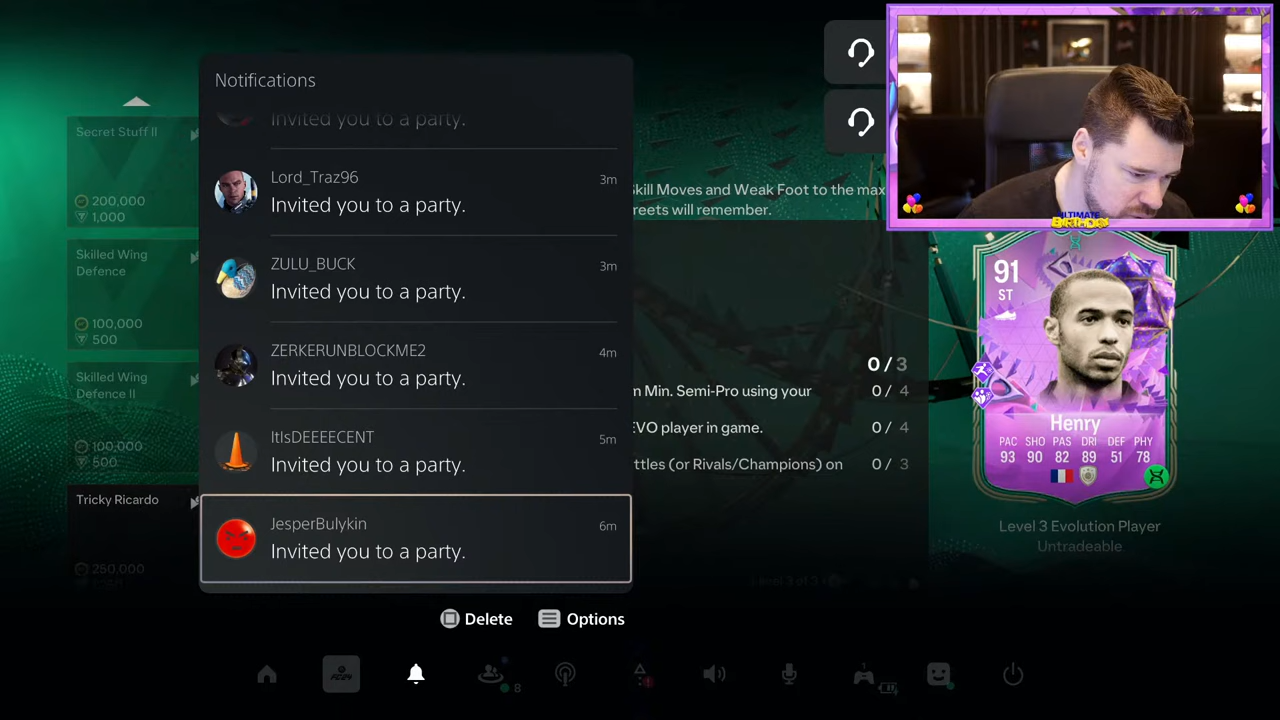 Notifications
Invited you to a party.
Lord_Traz96
3m
Invited you to a party.
ZULU_BUCK
3m
Invited you to a party.
ZERKERUNBLOCKME2
4m
Invited you to a party.
ItIsDEEEECENT
5m
Invited you to a party.
JesperBulykin
6m
Invited you to a party.
Delete
Options
Secret Stuff II
200,000
1,000
Skilled Wing
Defence
100,000
500
Skilled Wing
Defence II
100,000
500
Tricky Ricardo
250,000
Skill Moves and Weak Foot to the max
reets will remember.
0 / 3
n Min. Semi-Pro using your
0 / 4
EVO player in game.
0 / 4
ttles (or Rivals/Champions) on
0 / 3
ULTIMATE
BIRTHDAY
91
ST
Henry
PAC SHO PAS DRI DEF PHY
93 90 82 89 51 78
Level 3 Evolution Player
Untradeable.
FC24
8
1